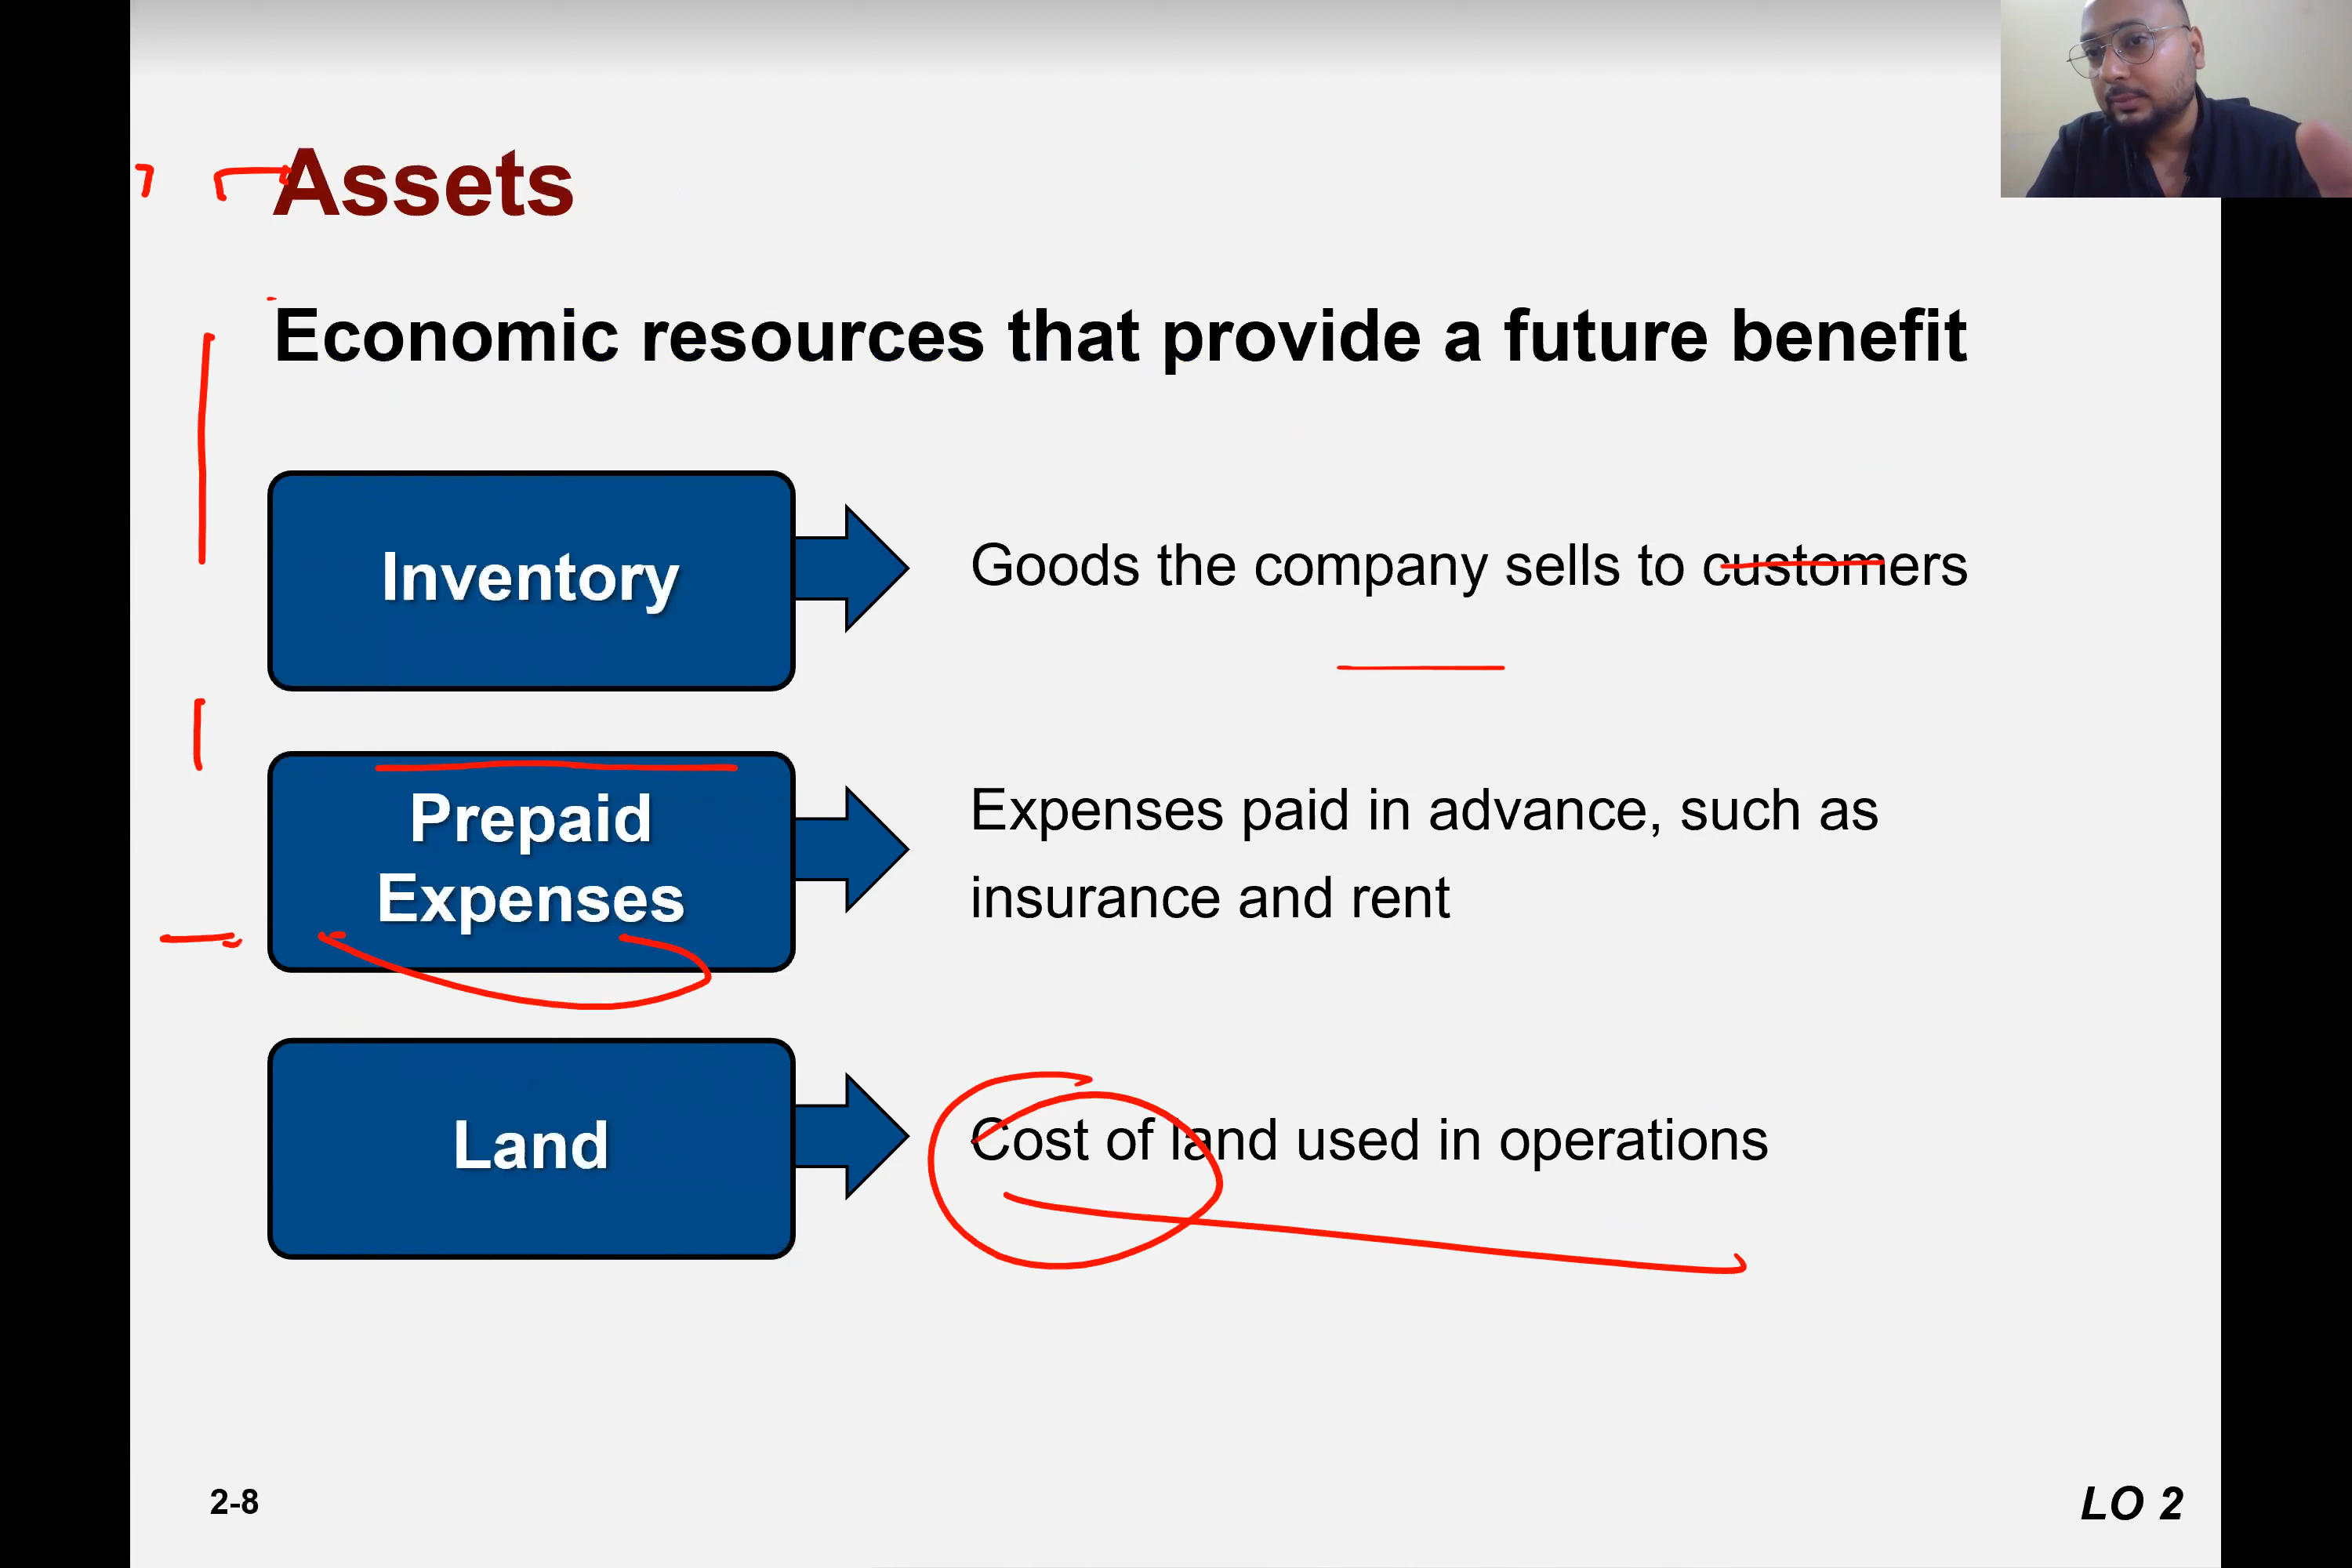 Assets
Economic resources that provide a future benefit
Inventory
Goods the company sells to customers
Prepaid
Expenses
Expenses paid in advance, such as
insurance and rent
Land
Cost of land used in operations
2-8
LO 2